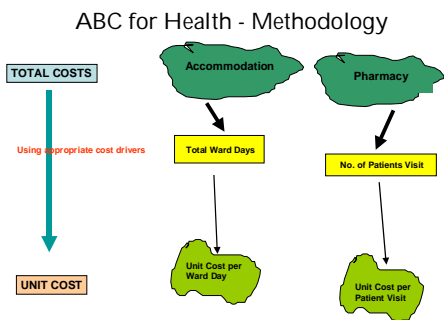 ABC for Health - Methodology
TOTAL COSTS
Accommodation
Pharmacy
Using appropriate cost drivers
Total Ward Days
No. of Patients Visit
UNIT COST
Unit Cost per
Ward Day
Unit Cost per
Patient Visit